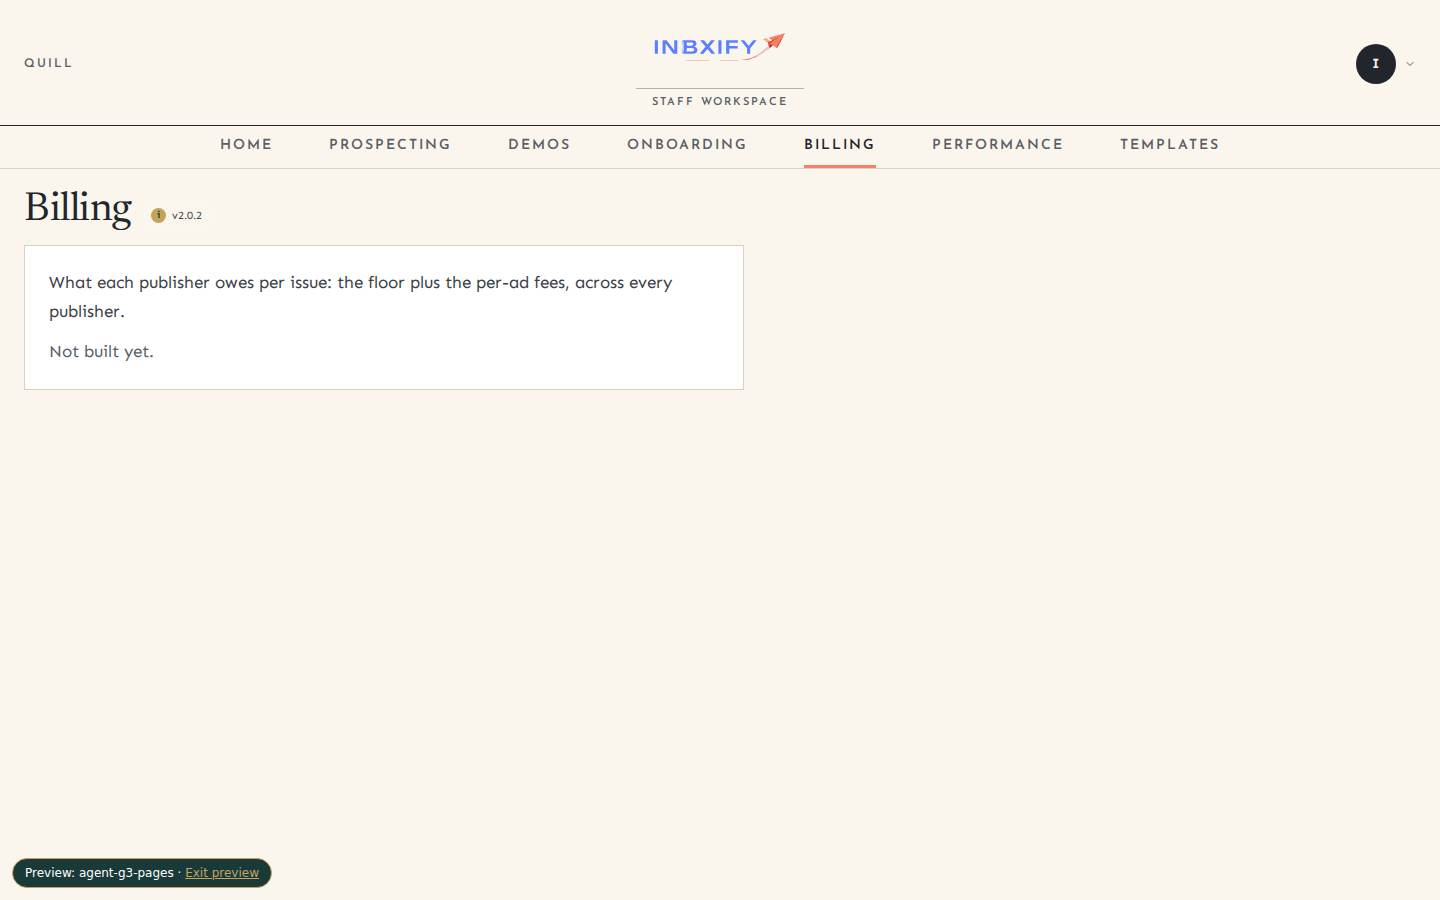 QUILL
INBXIFY
STAFF WORKSPACE
I
HOME PROSPECTING DEMOS ONBOARDING BILLING PERFORMANCE TEMPLATES
Billing i v2.0.2
What each publisher owes per issue: the floor plus the per-ad fees, across every
publisher.
Not built yet.
Preview: agent-g3-pages · Exit preview